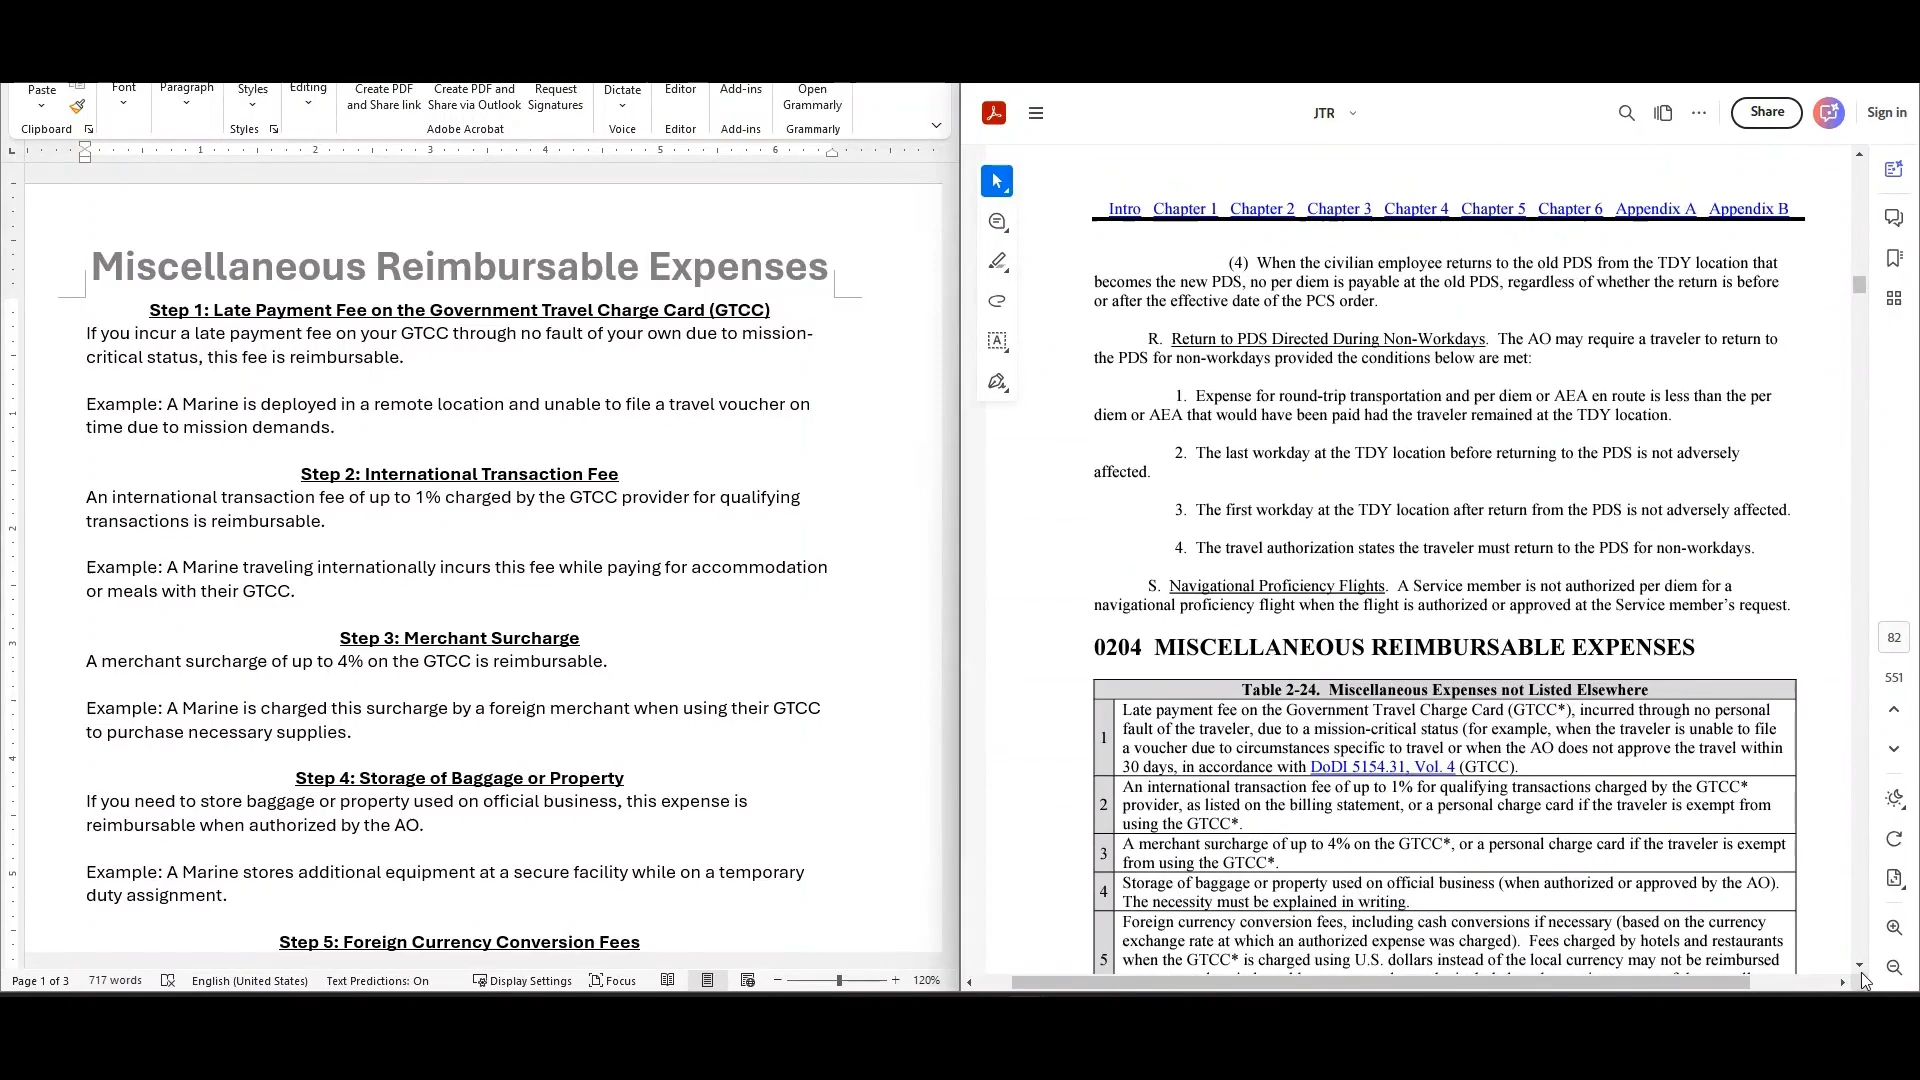 Paste
Font
Paragraph
Styles
Editing
Create PDF
and Share link
Create PDF and
Share via Outlook
Request
Signatures
Dictate
Editor
Add-ins
Open
Grammarly
Clipboard
Styles
Adobe Acrobat
Voice
Editor
Add-ins
Grammarly
1 2 3 4 5 6
Miscellaneous Reimbursable Expenses
Step 1: Late Payment Fee on the Government Travel Charge Card (GTCC)
If you incur a late payment fee on your GTCC through no fault of your own due to mission-
critical status, this fee is reimbursable.
Example: A Marine is deployed in a remote location and unable to file a travel voucher on
time due to mission demands.
Step 2: International Transaction Fee
An international transaction fee of up to 1% charged by the GTCC provider for qualifying
transactions is reimbursable.
Example: A Marine traveling internationally incurs this fee while paying for accommodation
or meals with their GTCC.
Step 3: Merchant Surcharge
A merchant surcharge of up to 4% on the GTCC is reimbursable.
Example: A Marine is charged this surcharge by a foreign merchant when using their GTCC
to purchase necessary supplies.
Step 4: Storage of Baggage or Property
If you need to store baggage or property used on official business, this expense is
reimbursable when authorized by the AO.
Example: A Marine stores additional equipment at a secure facility while on a temporary
duty assignment.
Step 5: Foreign Currency Conversion Fees
1
2
3
4
5
Page 1 of 3 717 words English (United States) Text Predictions: On Display Settings Focus 120%
JTR
Share
Sign in
Intro Chapter 1 Chapter 2 Chapter 3 Chapter 4 Chapter 5 Chapter 6 Appendix A Appendix B
(4) When the civilian employee returns to the old PDS from the TDY location that
becomes the new PDS, no per diem is payable at the old PDS, regardless of whether the return is before
or after the effective date of the PCS order.
R. Return to PDS Directed During Non-Workdays. The AO may require a traveler to return to
the PDS for non-workdays provided the conditions below are met:
1. Expense for round-trip transportation and per diem or AEA en route is less than the per
diem or AEA that would have been paid had the traveler remained at the TDY location.
2. The last workday at the TDY location before returning to the PDS is not adversely
affected.
3. The first workday at the TDY location after return from the PDS is not adversely affected.
4. The travel authorization states the traveler must return to the PDS for non-workdays.
S. Navigational Proficiency Flights. A Service member is not authorized per diem for a
navigational proficiency flight when the flight is authorized or approved at the Service member's request.
0204 MISCELLANEOUS REIMBURSABLE EXPENSES
Table 2-24. Miscellaneous Expenses not Listed Elsewhere
1
Late payment fee on the Government Travel Charge Card (GTCC*), incurred through no personal
fault of the traveler, due to a mission-critical status (for example, when the traveler is unable to file
a voucher due to circumstances specific to travel or when the AO does not approve the travel within
30 days, in accordance with DoDI 5154.31, Vol. 4 (GTCC).
2
An international transaction fee of up to 1% for qualifying transactions charged by the GTCC*
provider, as listed on the billing statement, or a personal charge card if the traveler is exempt from
using the GTCC*.
3
A merchant surcharge of up to 4% on the GTCC*, or a personal charge card if the traveler is exempt
from using the GTCC*.
4
Storage of baggage or property used on official business (when authorized or approved by the AO).
The necessity must be explained in writing.
5
Foreign currency conversion fees, including cash conversions if necessary (based on the currency
exchange rate at which an authorized expense was charged). Fees charged by hotels and restaurants
when the GTCC* is charged using U.S. dollars instead of the local currency may not be reimbursed
82
551